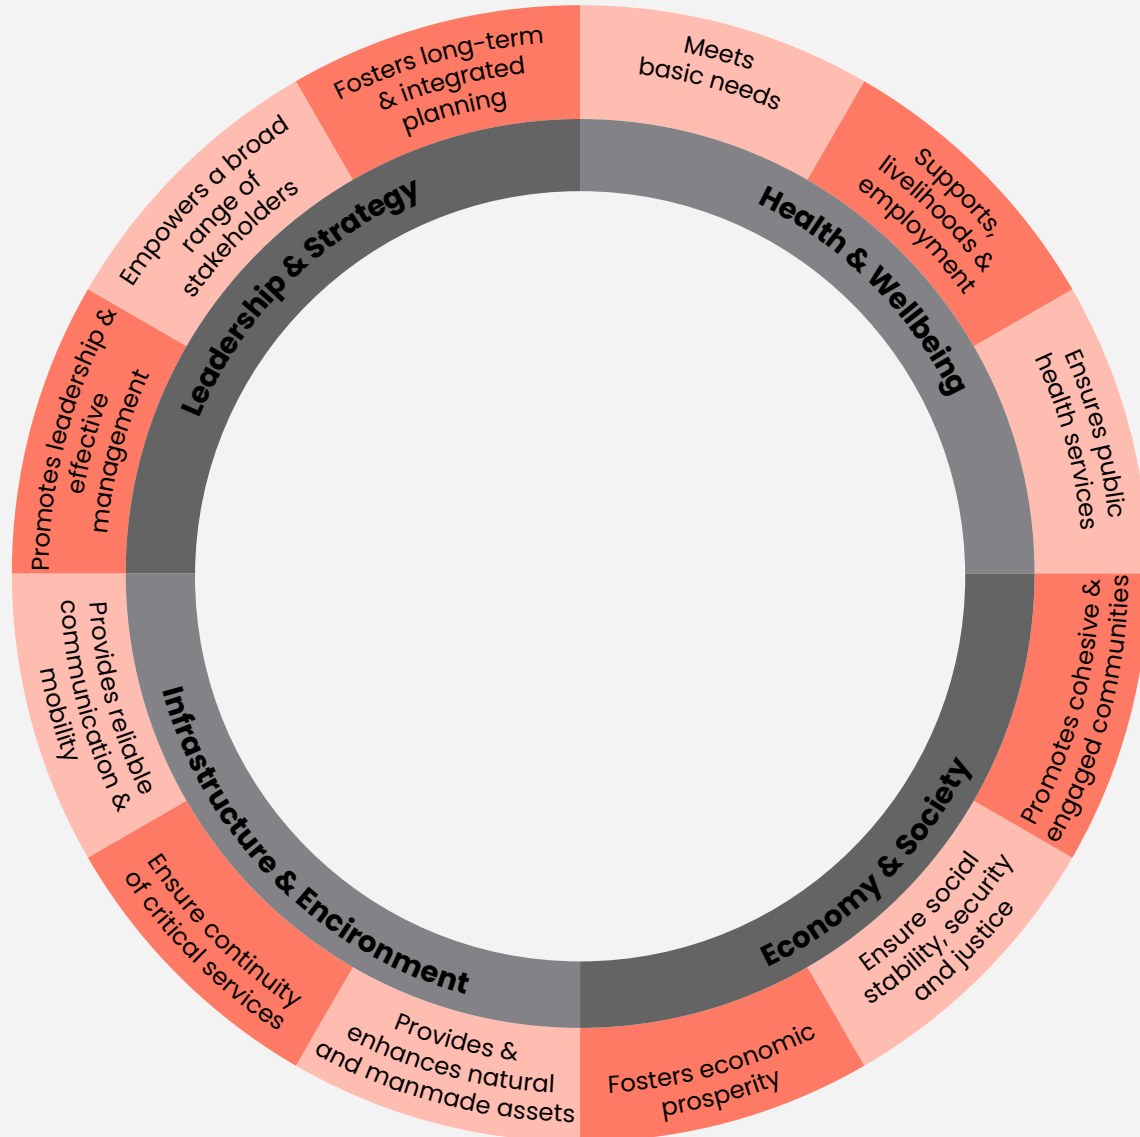 Meets
basic needs
Supports,
livelihoods &
employment
Ensures public
health services
Health & Wellbeing
Promotes cohesive &
engaged communities
Ensure social
stability, security
and justice
Fosters economic
prosperity
Economy & Society
Provides &
enhances natural
and manmade assets
Ensure continuity
of critical services
Provides reliable
communication &
mobility
Infrastructure & Encironment
Promotes leadership &
effective
management
Empowers a broad
range of
stakeholders
Fosters long-term
& integrated
planning
Leadership & Strategy